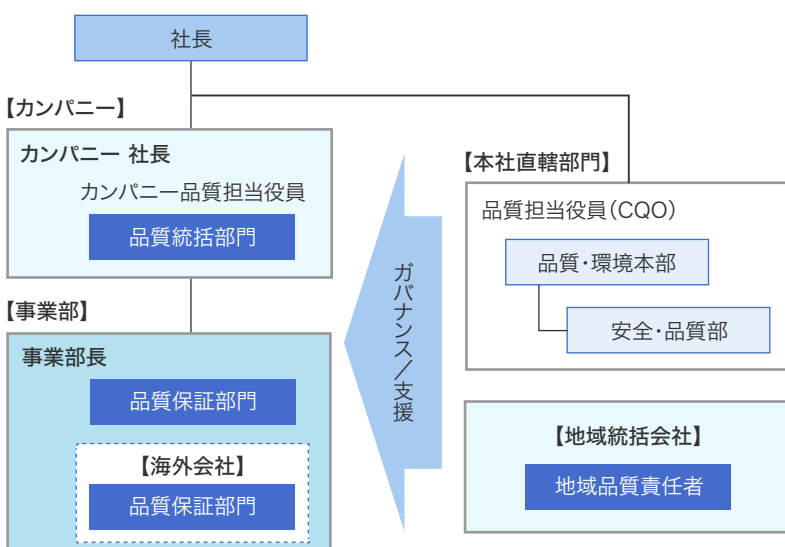 社長
【カンパニー】
カンパニー 社長
カンパニー品質担当役員
品質統括部門
【事業部】
事業部長
品質保証部門
【海外会社】
品質保証部門
ガバナンス／支援
【本社直轄部門】
品質担当役員(CQO)
品質・環境本部
安全・品質部
【地域統括会社】
地域品質責任者